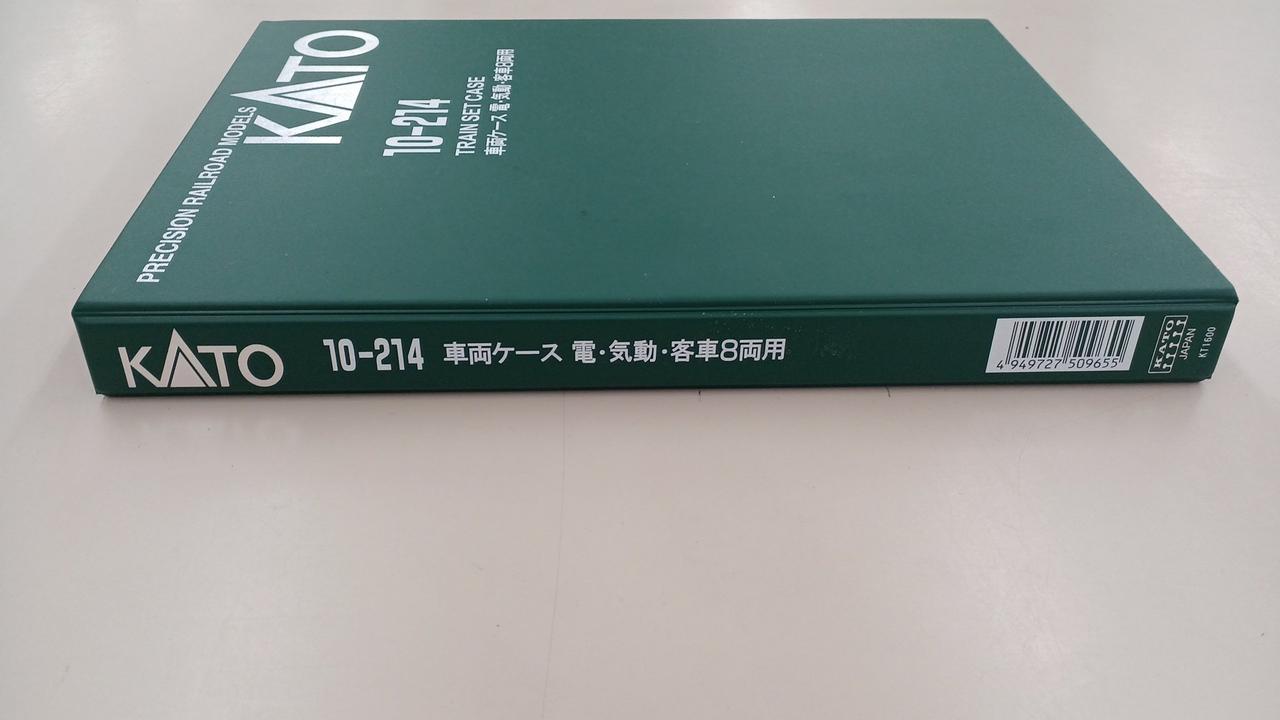 PRECISION RAILROAD MODELS
KATO
10-214
TRAIN SET CASE
車両ケース 電・気動・客車8両用
KATO 10-214 車両ケース 電・気動・客車8両用
4 949727 509655
KATO
JAPAN
KT160